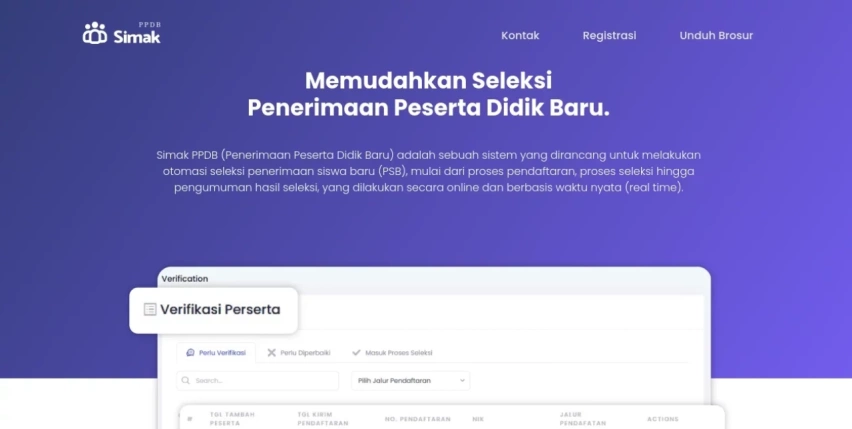 PPDB
Simak
Kontak
Registrasi
Unduh Brosur
Memudahkan Seleksi
Penerimaan Peserta Didik Baru.
Simak PPDB (Penerimaan Peserta Didik Baru) adalah sebuah sistem yang dirancang untuk melakukan
otomasi seleksi penerimaan siswa baru (PSB), mulai dari proses pendaftaran, proses seleksi hingga
pengumuman hasil seleksi, yang dilakukan secara online dan berbasis waktu nyata (real time).
Verification
Verifikasi Perserta
Perlu Verifikasi
Perlu Diperbaiki
Masuk Proses Seleksi
Search...
Pilih Jalur Pendaftaran
#
TGL TAMBAH
PESERTA
TGL KIRIM
PENDAFTARAN
NO. PENDAFTARAN
NIK
JALUR
PENDAFATAN
ACTIONS